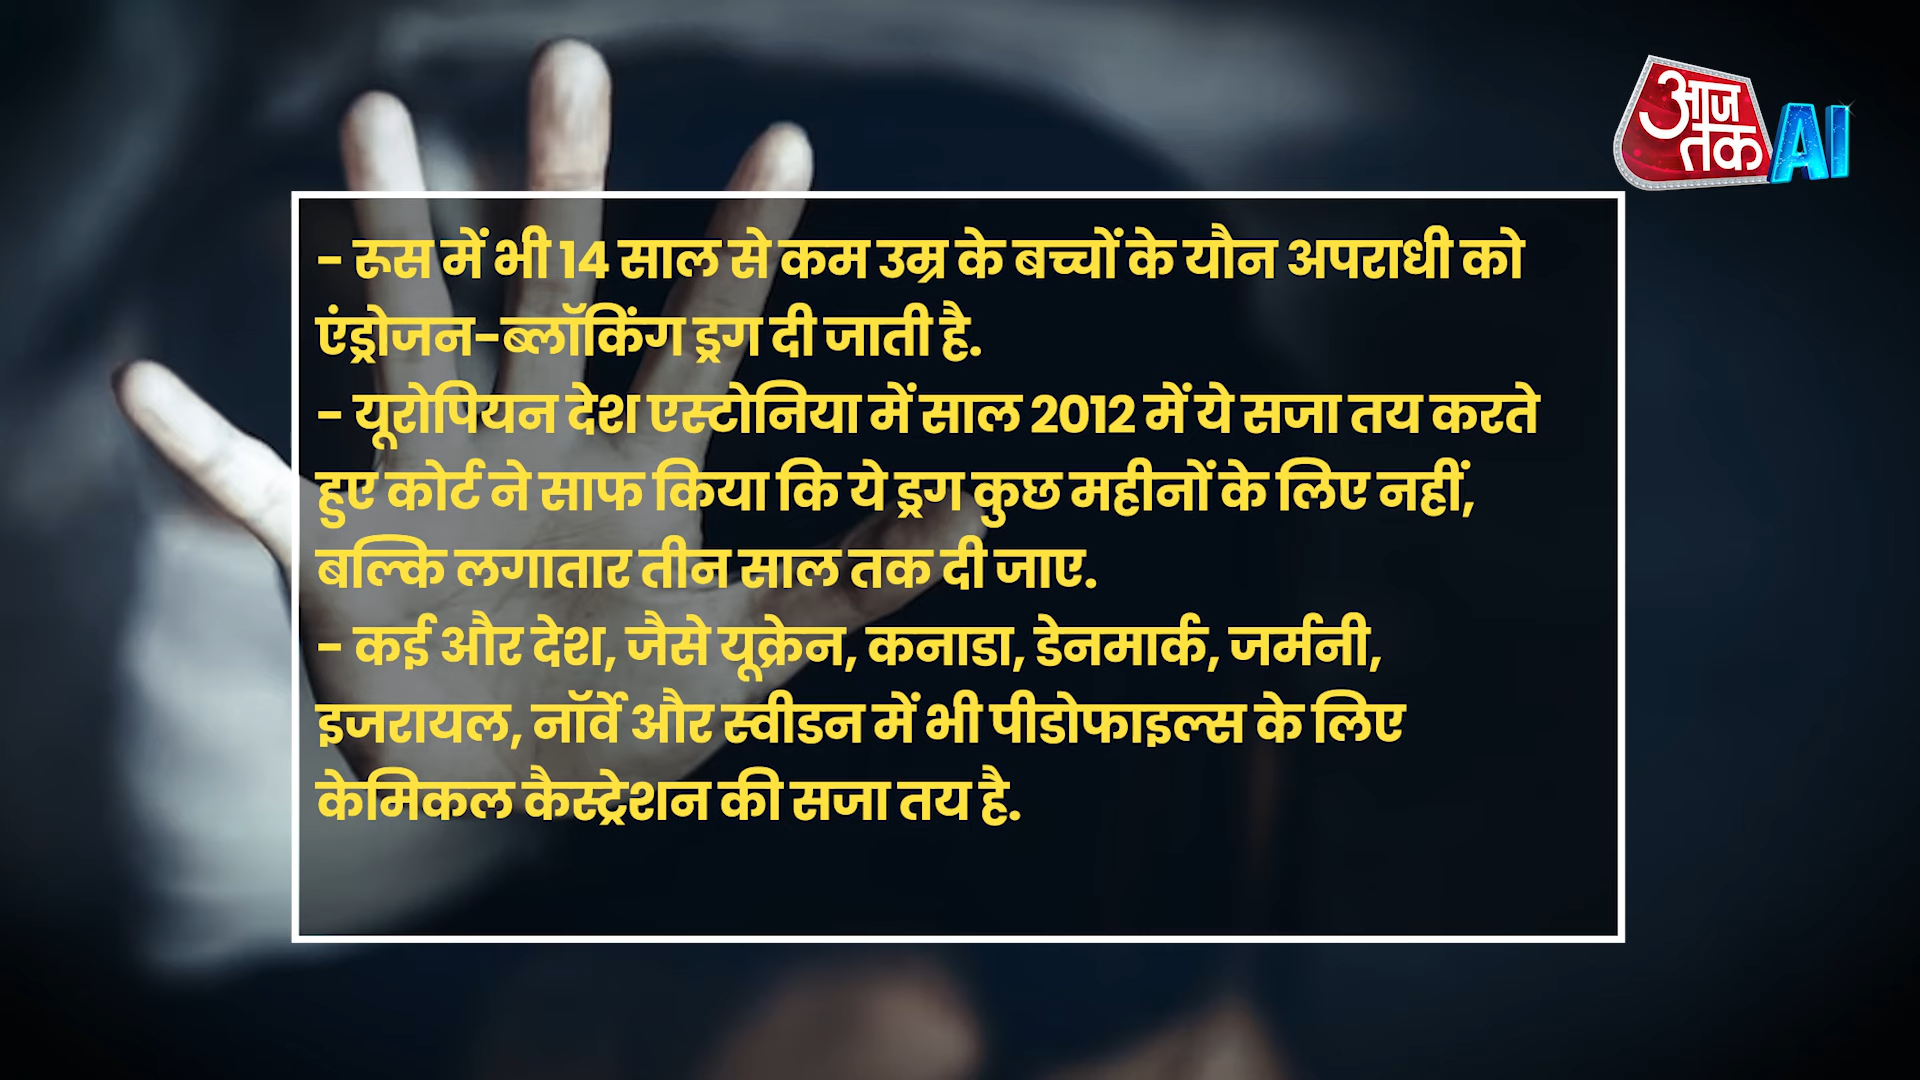 आज
तक AI
- रूस में भी 14 साल से कम उम्र के बच्चों के यौन अपराधी को
एंड्रोजन-ब्लॉकिंग ड्रग दी जाती है.
- यूरोपियन देश एस्टोनिया में साल 2012 में ये सजा तय करते
हुए कोर्ट ने साफ किया कि ये ड्रग कुछ महीनों के लिए नहीं,
बल्कि लगातार तीन साल तक दी जाए.
- कई और देश, जैसे यूक्रेन, कनाडा, डेनमार्क, जर्मनी,
इजरायल, नॉर्वे और स्वीडन में भी पीडोफाइल्स के लिए
केमिकल कैस्ट्रेशन की सजा तय है.